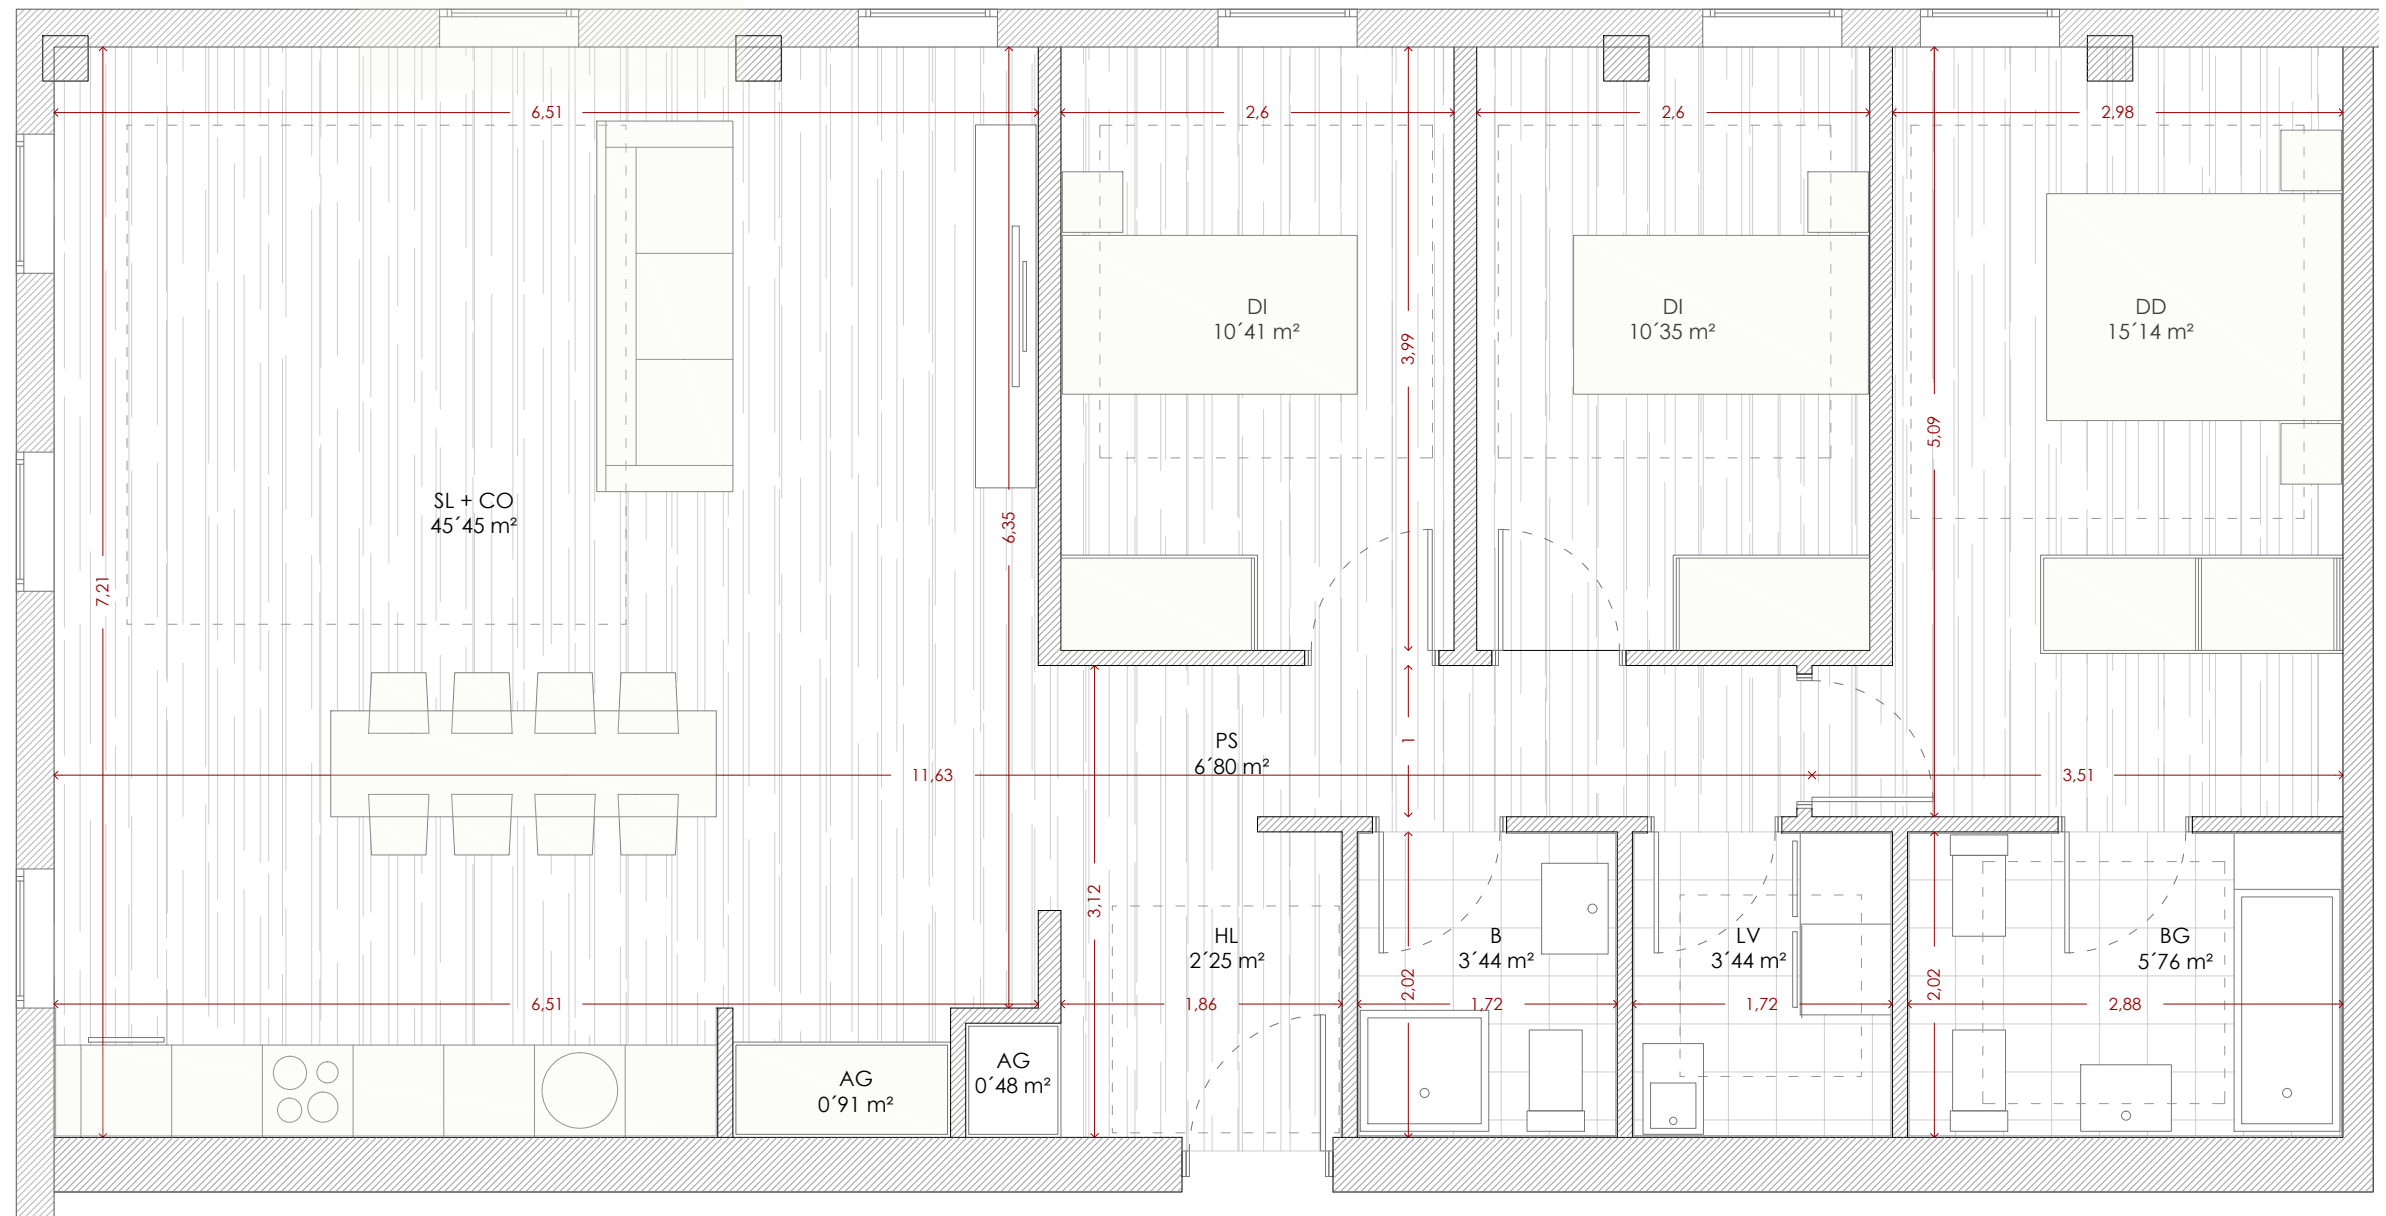 6,51
2,6
2,6
2,98
DI
10´41 m²
DI
10´35 m²
DD
15´14 m²
3,99
5,09
SL + CO
45´45 m²
6,35
7,21
PS
6´80 m²
1
11,63
3,51
3,12
HL
2´25 m²
B
3´44 m²
LV
3´44 m²
BG
5´76 m²
2,02
2,02
6,51
1,86
1,72
1,72
2,88
AG
0´91 m²
AG
0´48 m²